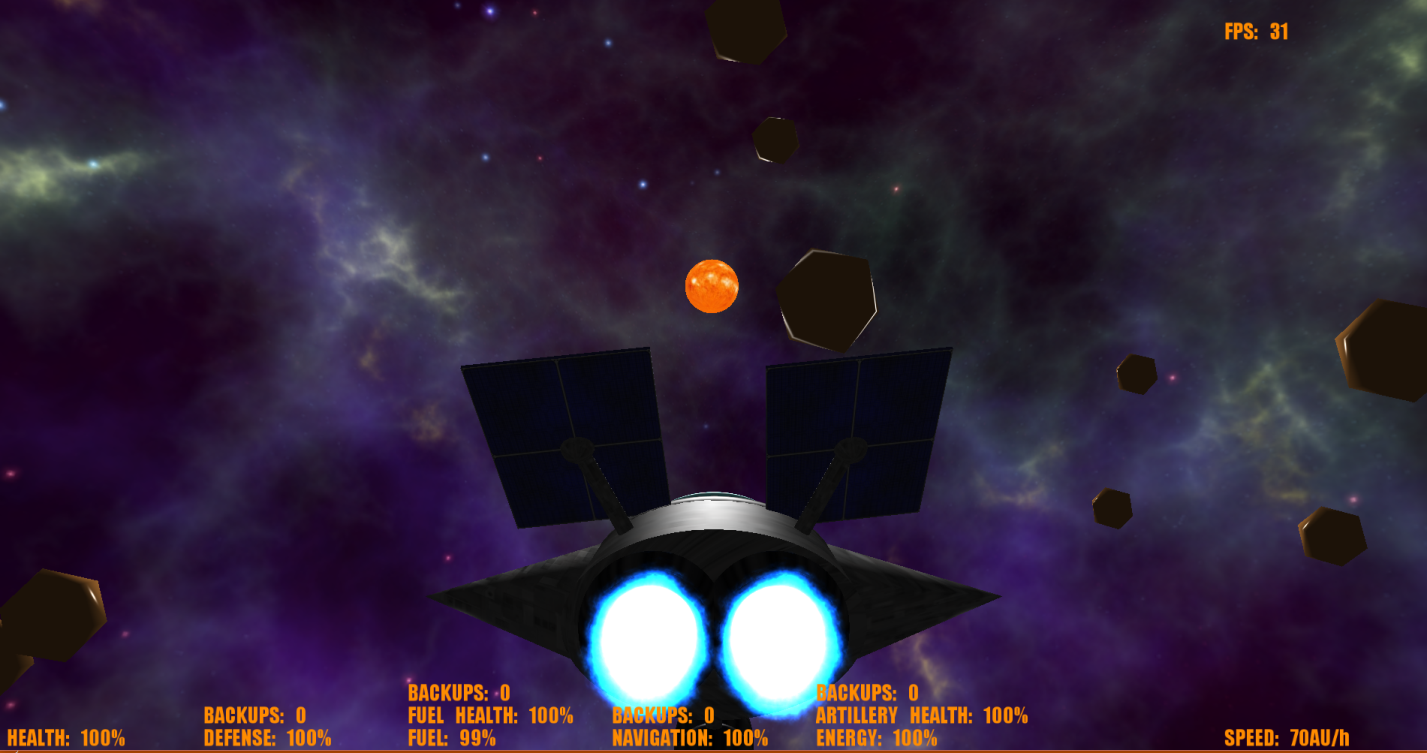 FPS: 31
BACKUPS: 0
BACKUPS: 0
BACKUPS: 0
FUEL HEALTH: 100%
BACKUPS: 0
ARTILLERY HEALTH: 100%
HEALTH: 100%
DEFENSE: 100%
FUEL: 99%
NAVIGATION: 100%
ENERGY: 100%
SPEED: 70AU/h